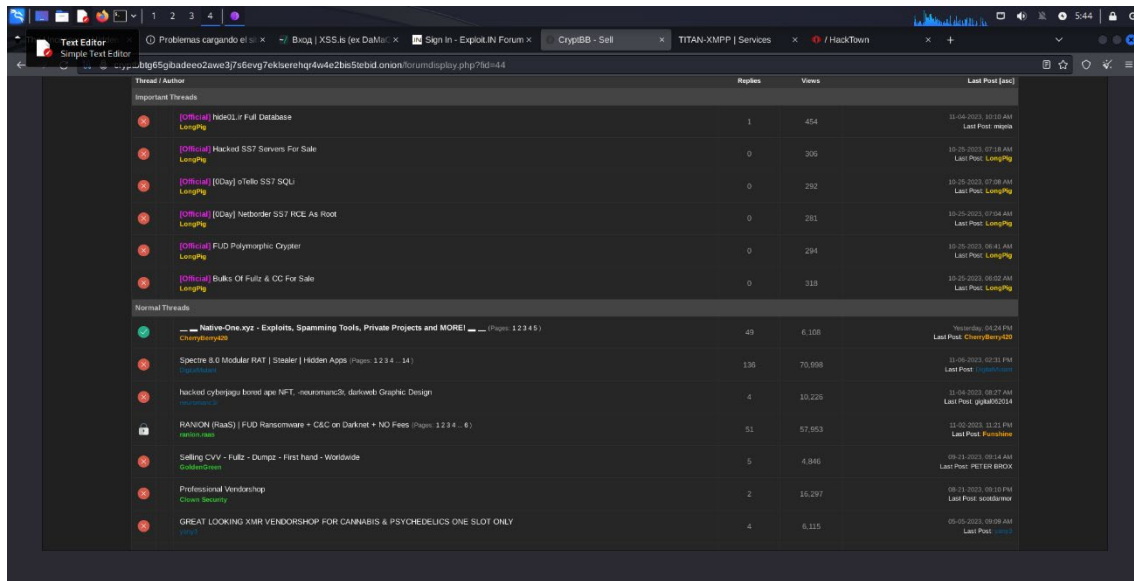 1 2 3 4 5:44
Text Editor
Simple Text Editor
Problemas cargando el se
Вход | XSS.is (ex DaMaG
IN Sign In - Exploit.IN Forum
CryptBB - Sell
TITAN-XMPP | Services
/ HackTown
Thread / Author Replies Views Last Post [asc]
Important Threads
[Official] hide01.ir Full Database 1 454 11-04-2023, 10:10 AM
LongPig Last Post: miqela
[Official] Hacked SS7 Servers For Sale 0 306 10-25-2023, 07:18 AM
LongPig Last Post: LongPig
[Official] [0Day] oTello SS7 SQLi 0 292 10-25-2023, 07:08 AM
LongPig Last Post: LongPig
[Official] [0Day] Netborder SS7 RCE As Root 0 281 10-25-2023, 07:04 AM
LongPig Last Post: LongPig
[Official] FUD Polymorphic Crypter 0 294 10-25-2023, 06:41 AM
LongPig Last Post: LongPig
[Official] Bulks Of Fullz & CC For Sale 0 318 10-25-2023, 06:02 AM
LongPig Last Post: LongPig
Normal Threads
Native-One.xyz - Exploits, Spamming Tools, Private Projects and MORE! (Pages: 1 2 3 4 5) 49 6,108 Yesterday, 04:24 PM
CherryBerry420 Last Post: CherryBerry420
Spectre 8.0 Modular RAT | Stealer | Hidden Apps (Pages: 1 2 3 4 ... 14) 136 70,998 11-06-2023, 02:31 PM
Last Post:
hacked cyberjagu bored ape NFT, -neuromanc3r, darkweb Graphic Design 4 10,226 11-04-2023, 08:27 AM
neuromanc3r Last Post: gigital062014
RANION (RaaS) | FUD Ransomware + C&C on Darknet + NO Fees (Pages: 1 2 3 4 ... 6) 51 57,953 11-02-2023, 11:21 PM
ranion.raas Last Post: Funshine
Selling CVV - Fullz - Dumpz - First hand - Worldwide 5 4,846 09-21-2023, 09:14 AM
GoldenGreen Last Post: PETER BROX
Professional Vendorshop 2 16,297 08-21-2023, 09:10 PM
Clown Security Last Post: scotdarmor
GREAT LOOKING XMR VENDORSHOP FOR CANNABIS & PSYCHEDELICS ONE SLOT ONLY 4 6,115 05-05-2023, 09:09 AM
Last Post: